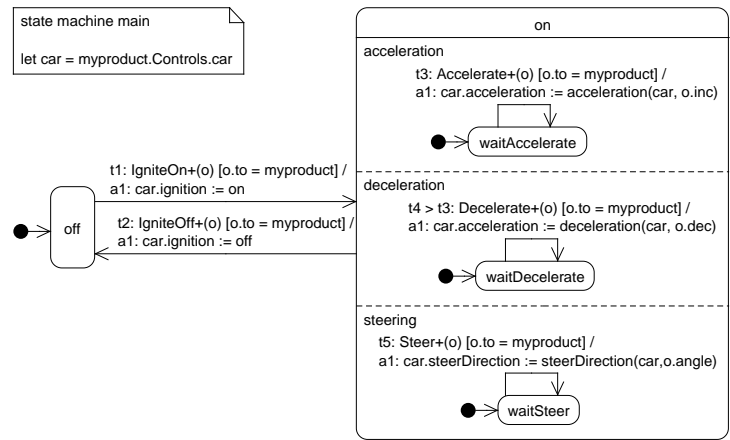 state machine main
let car = myproduct.Controls.car
on
acceleration
t3: Accelerate+(o) [o.to = myproduct] /
a1: car.acceleration := acceleration(car, o.inc)
waitAccelerate
t1: IgniteOn+(o) [o.to = myproduct] /
a1: car.ignition := on
off
t2: IgniteOff+(o) [o.to = myproduct] /
a1: car.ignition := off
deceleration
t4 > t3: Decelerate+(o) [o.to = myproduct] /
a1: car.acceleration := deceleration(car, o.dec)
waitDecelerate
steering
t5: Steer+(o) [o.to = myproduct] /
a1: car.steerDirection := steerDirection(car,o.angle)
waitSteer